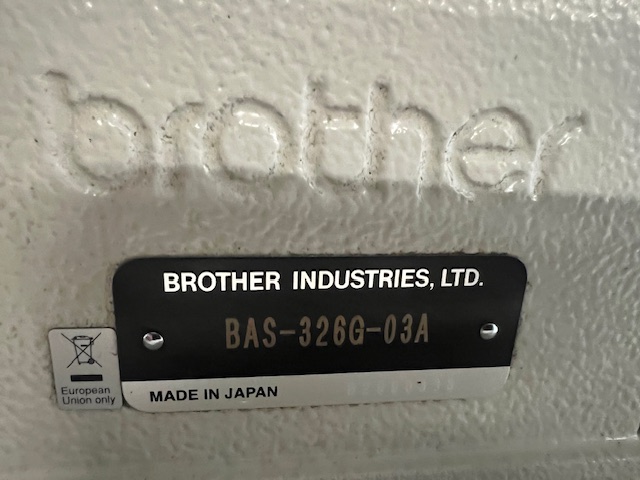 brother
BROTHER INDUSTRIES, LTD.
BAS-326G-03A
MADE IN JAPAN
European
Union only